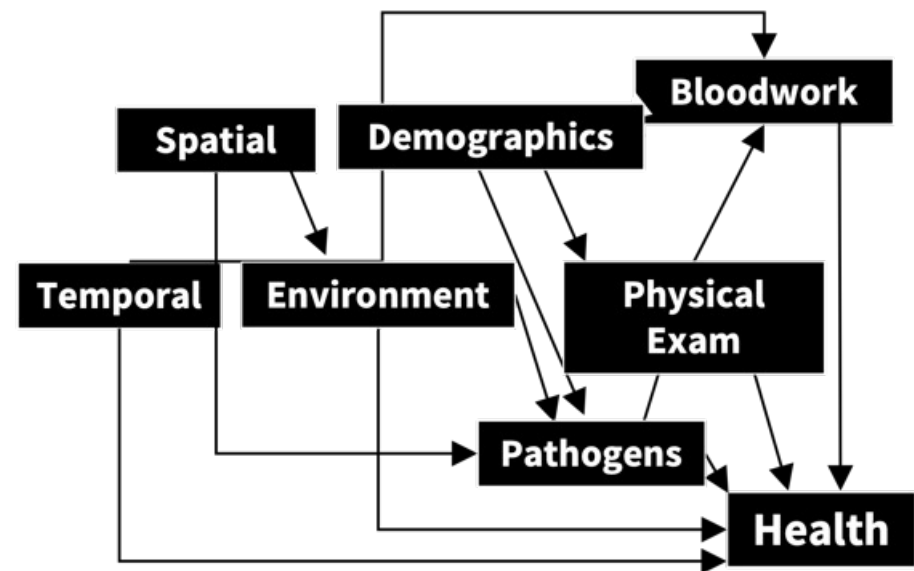 Bloodwork
Demographics
Spatial
Temporal
Environment
Physical
Exam
Pathogens
Health